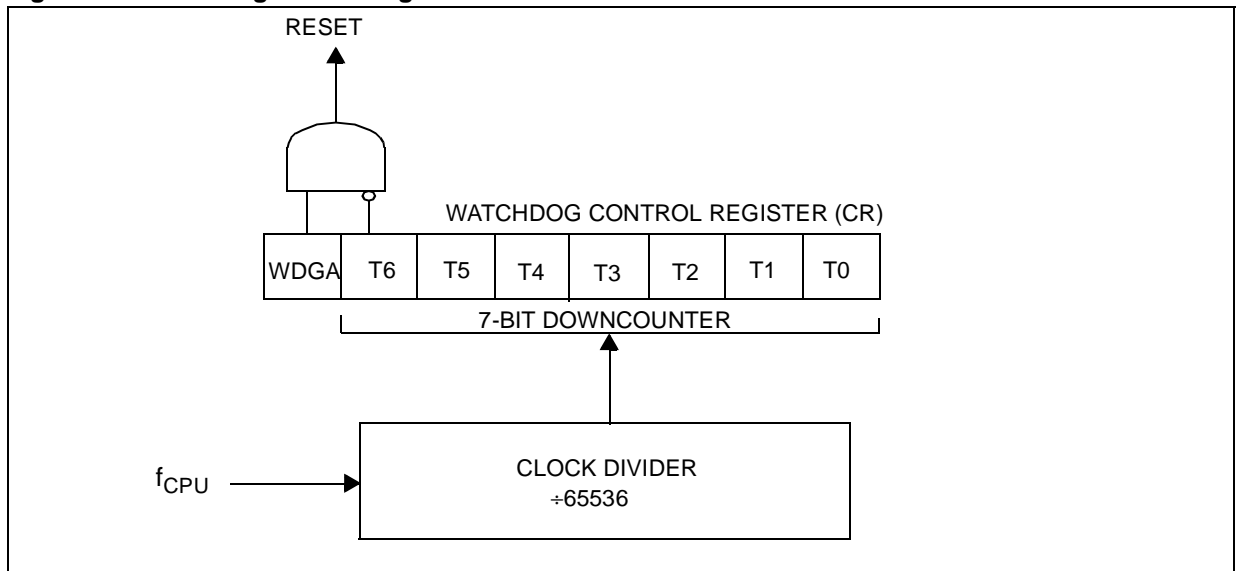 RESET
WATCHDOG CONTROL REGISTER (CR)
WDGA T6 T5 T4 T3 T2 T1 T0
7-BIT DOWNCOUNTER
fCPU
CLOCK DIVIDER
÷65536